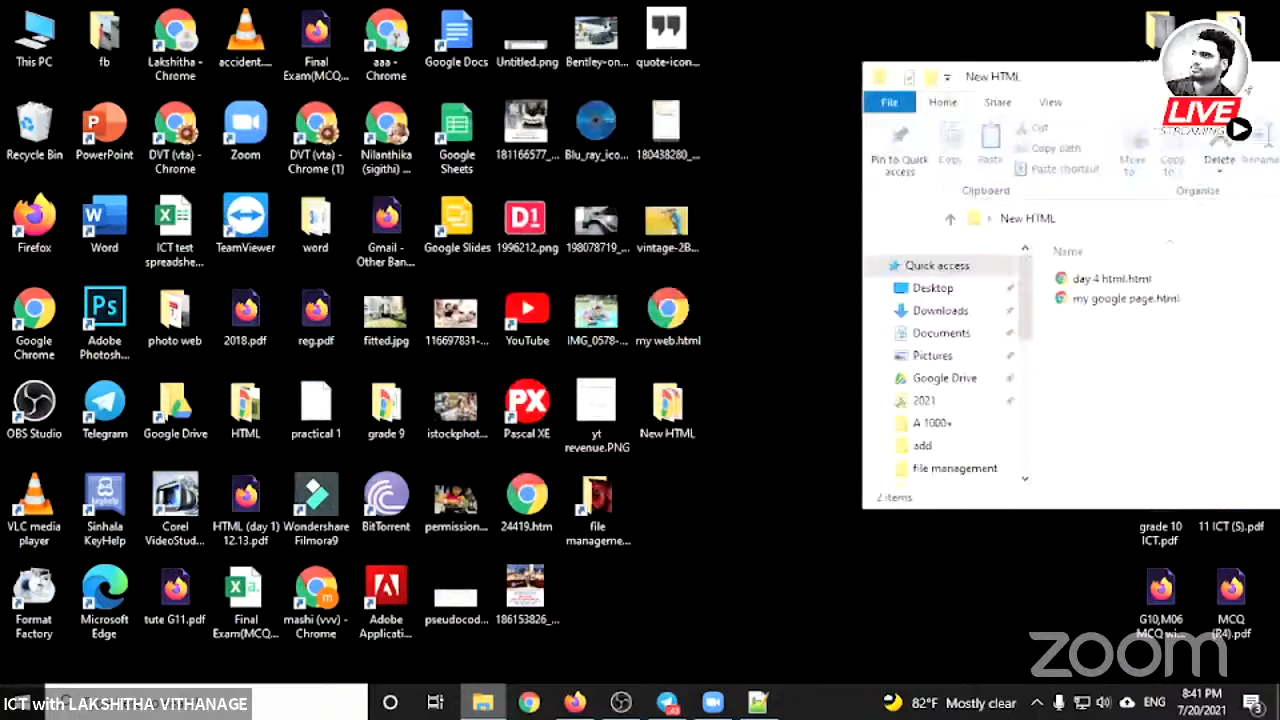 This PC
fb
Lakshitha -
Chrome
accident....
Final
Exam(MCQ...
aaa -
Chrome
Google Docs
Untitled.png
Bentley-on...
quote-icon...
Recycle Bin
PowerPoint
DVT (vta) -
Chrome
Zoom
DVT (vta) -
Chrome (1)
Nilanthika
(sigithi) ...
Google
Sheets
181166577_...
Blu_ray_ico...
180438280_...
Firefox
Word
ICT test
spreadshe...
TeamViewer
word
Gmail -
Other Ban...
Google Slides
1996212.png
198078719_...
vintage-2B...
Google
Chrome
Adobe
Photosh...
photo web
2018.pdf
reg.pdf
fitted.jpg
116697831-...
YouTube
IMG_0578-...
my web.html
OBS Studio
Telegram
Google Drive
HTML
practical 1
grade 9
istockphot...
Pascal XE
yt
revenue.PNG
New HTML
VLC media
player
Sinhala
KeyHelp
Corel
VideoStud...
HTML (day 1)
12.13.pdf
Wondershare
Filmora9
BitTorrent
permission...
24419.htm
file
manageme...
Format
Factory
Microsoft
Edge
tute G11.pdf
Final
Exam(MCQ...
mashi (vvv) -
Chrome
Adobe
Applicati...
pseudocod...
186153826_...
New HTML
File
Home
Share
View
Pin to Quick
access
Copy
Paste
Cut
Copy path
Paste shortcut
Move
to
Copy
to
Delete
Rename
Clipboard
Organize
New HTML
Name
day 4 html.html
my google page.html
Quick access
Desktop
Downloads
Documents
Pictures
Google Drive
2021
A 1000+
add
file management
2 items
LIVE
STREAMING
grade 10
ICT.pdf
11 ICT (S).pdf
G10,M06
MCQ wi...
MCQ
(R4).pdf
zoom
ICT with LAKSHITHA VITHANAGE
82°F Mostly clear
ENG
8:41 PM
7/20/2021
3